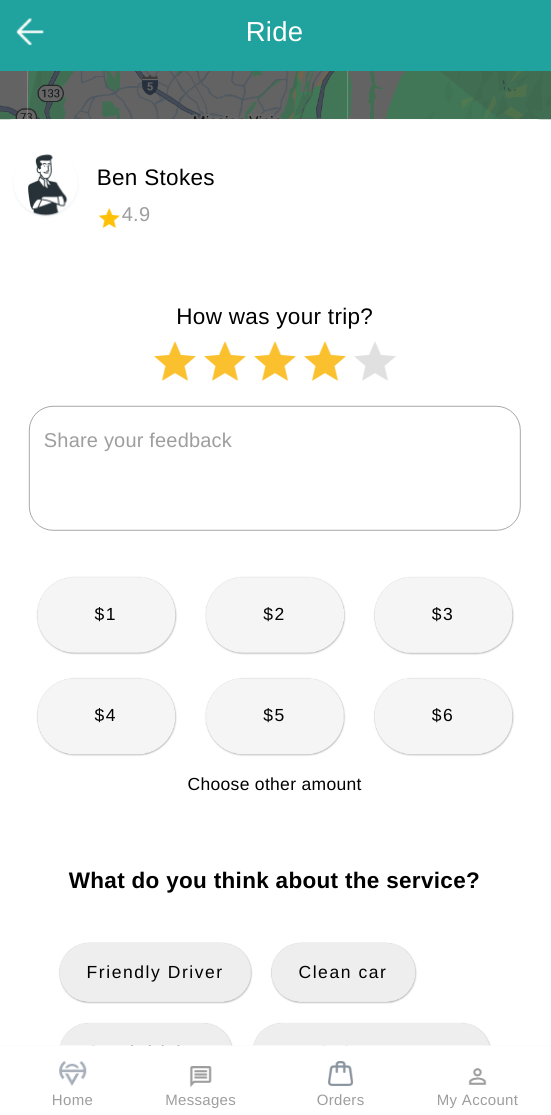 Ride
133
5
73
Ben Stokes
4.9
How was your trip?
Share your feedback
$1 $2 $3
$4 $5 $6
Choose other amount
What do you think about the service?
Friendly Driver Clean car
Home Messages Orders My Account